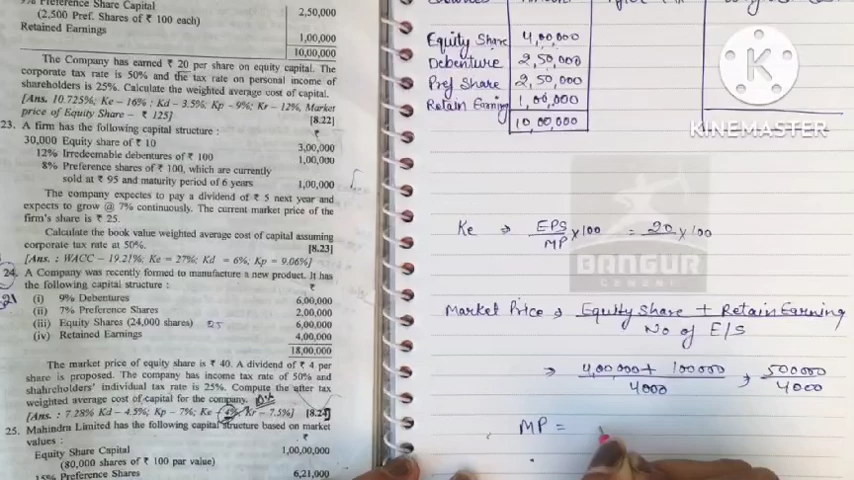 9% Preference Share Capital
(2,500 Pref. Shares of ₹ 100 each) 2,50,000
Retained Earnings 1,00,000
10,00,000
The Company has earned ₹ 20 per share on equity capital. The
corporate tax rate is 50% and the tax rate on personal income of
shareholders is 25%. Calculate the weighted average cost of capital.
[Ans. 10.725%, Ke – 16% ; Kd – 3.5% Kp – 9% ; Kr – 12%, Market
price of Equity Share – ₹ 125] [8.22]
23. A firm has the following capital structure : ₹
30,000 Equity share of ₹ 10 3,00,000
12% Irredeemable debentures of ₹ 100 1,00,000
8% Preference shares of ₹ 100, which are currently
sold at ₹ 95 and maturity period of 6 years 1,00,000
The company expectes to pay a dividend of ₹ 5 next year and
expects to grow @ 7% continuously. The current market price of the
firm's share is ₹ 25.
Calculate the book value weighted average cost of capital assuming
corporate tax rate at 50%. [8.23]
[Ans : WACC – 19.21% Ke = 27% Kd = 6%, Kp = 9.06%]
24. A Company was recently formed to manufacture a new product. It has
the following capital structure : ₹
21
(i) 9% Debentures 6,00,000
(ii) 7% Preference Shares 2,00,000
(iii) Equity Shares (24,000 shares) 25 6,00,000
(iv) Retained Earnings 4,00,000
18,00,000
The market price of equity share is ₹ 40. A dividend of ₹ 4 per
share is proposed. The company has income tax rate of 50% and
shahreholders' individual tax rate is 25%. Compute the after tax
weighted average cost of capital for the company.
[Ans : 7.28% Kd – 4.5% Kp – 7% Ke – 4% Kr – 7.5%] [8.24]
25. Mahindra Limited has the following capital structure based on market
values : ₹
Equity Share Capital 1,00,00,000
(80,000 shares of ₹ 100 par value)
15% Preference Shares 6,21,000
Equity Share 4,00,000
Debenture 2,50,000
Pref Share 2,50,000
Retain Earning 1,00,000
10,00,000
K
KINEMASTER
Ke ⇒ EPS/MP × 100 = 20/ × 100
BANGUR
CEMENT
Market Price ⇒ Equity Share + Retain Earning
No of E/S
⇒ 4,00,000 + 100000 / 4000 ⇒ 500000 / 4000
MP =